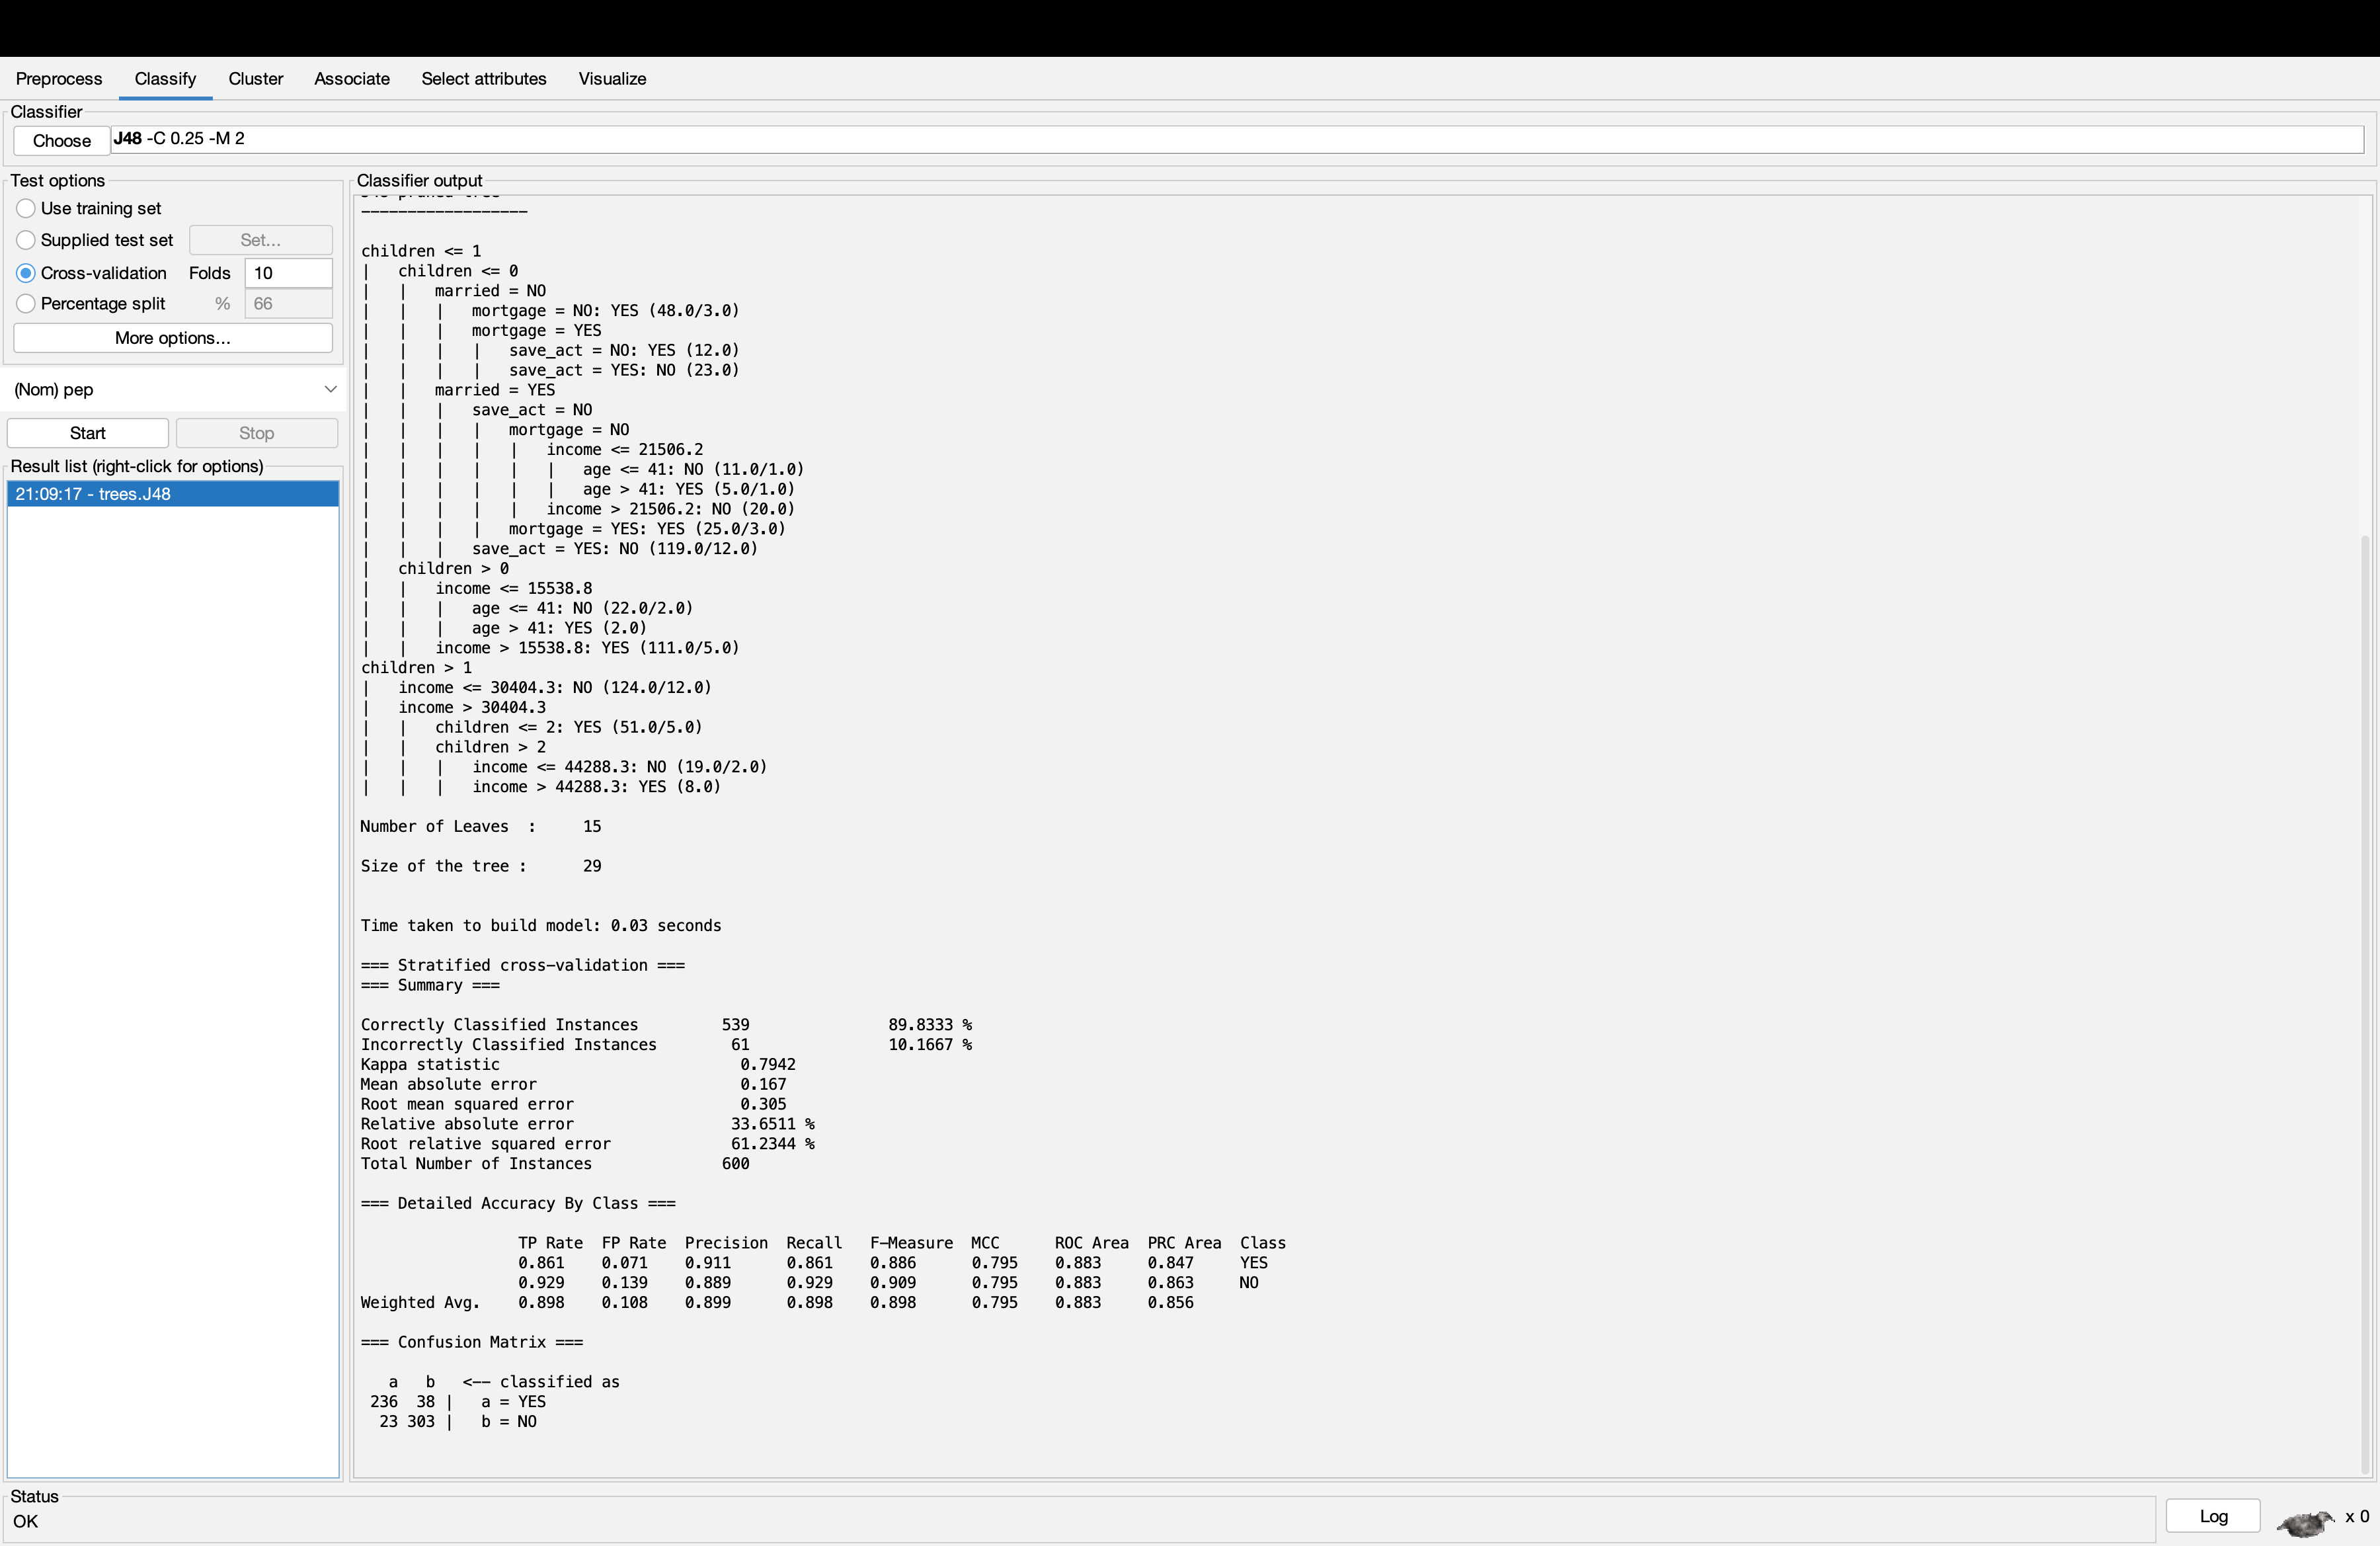 Preprocess Classify Cluster Associate Select attributes Visualize
Classifier
Choose J48 -C 0.25 -M 2
Test options
Use training set
Supplied test set Set...
Cross-validation Folds 10
Percentage split % 66
More options...
(Nom) pep
Start Stop
Result list (right-click for options)
21:09:17 - trees.J48
Classifier output
------------------
children <= 1
|   children <= 0
|   |   married = NO
|   |   |   mortgage = NO: YES (48.0/3.0)
|   |   |   mortgage = YES
|   |   |   |   save_act = NO: YES (12.0)
|   |   |   |   save_act = YES: NO (23.0)
|   |   married = YES
|   |   |   save_act = NO
|   |   |   |   mortgage = NO
|   |   |   |   |   income <= 21506.2
|   |   |   |   |   |   age <= 41: NO (11.0/1.0)
|   |   |   |   |   |   age > 41: YES (5.0/1.0)
|   |   |   |   |   income > 21506.2: NO (20.0)
|   |   |   |   mortgage = YES: YES (25.0/3.0)
|   |   |   save_act = YES: NO (119.0/12.0)
|   children > 0
|   |   income <= 15538.8
|   |   |   age <= 41: NO (22.0/2.0)
|   |   |   age > 41: YES (2.0)
|   |   income > 15538.8: YES (111.0/5.0)
children > 1
|   income <= 30404.3: NO (124.0/12.0)
|   income > 30404.3
|   |   children <= 2: YES (51.0/5.0)
|   |   children > 2
|   |   |   income <= 44288.3: NO (19.0/2.0)
|   |   |   income > 44288.3: YES (8.0)
Number of Leaves  :     15
Size of the tree :      29
Time taken to build model: 0.03 seconds
=== Stratified cross-validation ===
=== Summary ===
Correctly Classified Instances         539               89.8333 %
Incorrectly Classified Instances        61               10.1667 %
Kappa statistic                          0.7942
Mean absolute error                      0.167
Root mean squared error                  0.305
Relative absolute error                 33.6511 %
Root relative squared error             61.2344 %
Total Number of Instances              600
=== Detailed Accuracy By Class ===
TP Rate  FP Rate  Precision  Recall   F-Measure  MCC      ROC Area  PRC Area  Class
0.861    0.071    0.911      0.861    0.886      0.795    0.883     0.847     YES
0.929    0.139    0.889      0.929    0.909      0.795    0.883     0.863     NO
Weighted Avg.    0.898    0.108    0.899      0.898    0.898      0.795    0.883     0.856
=== Confusion Matrix ===
a   b   <-- classified as
236  38 |   a = YES
23 303 |   b = NO
Status
OK
Log x 0